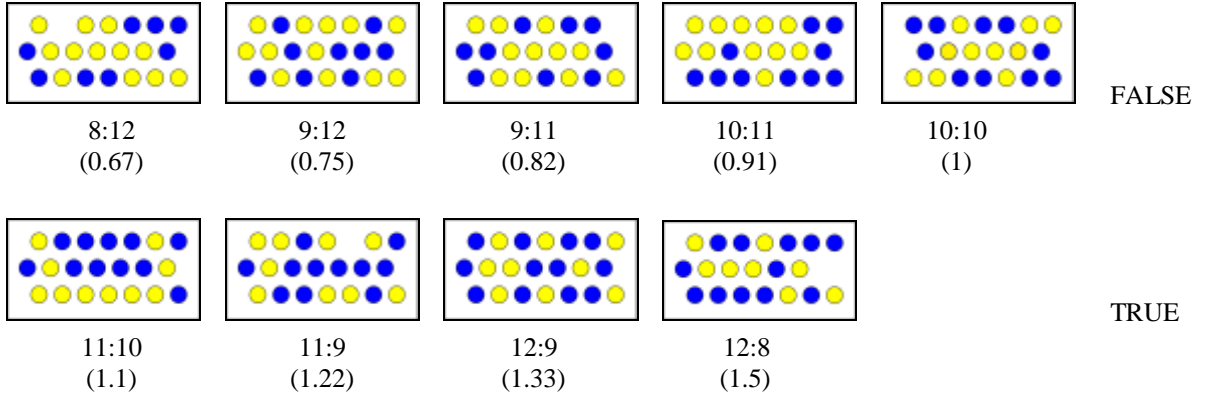 8:12 9:12 9:11 10:11 10:10 FALSE
(0.67) (0.75) (0.82) (0.91) (1)
11:10 11:9 12:9 12:8 TRUE
(1.1) (1.22) (1.33) (1.5)